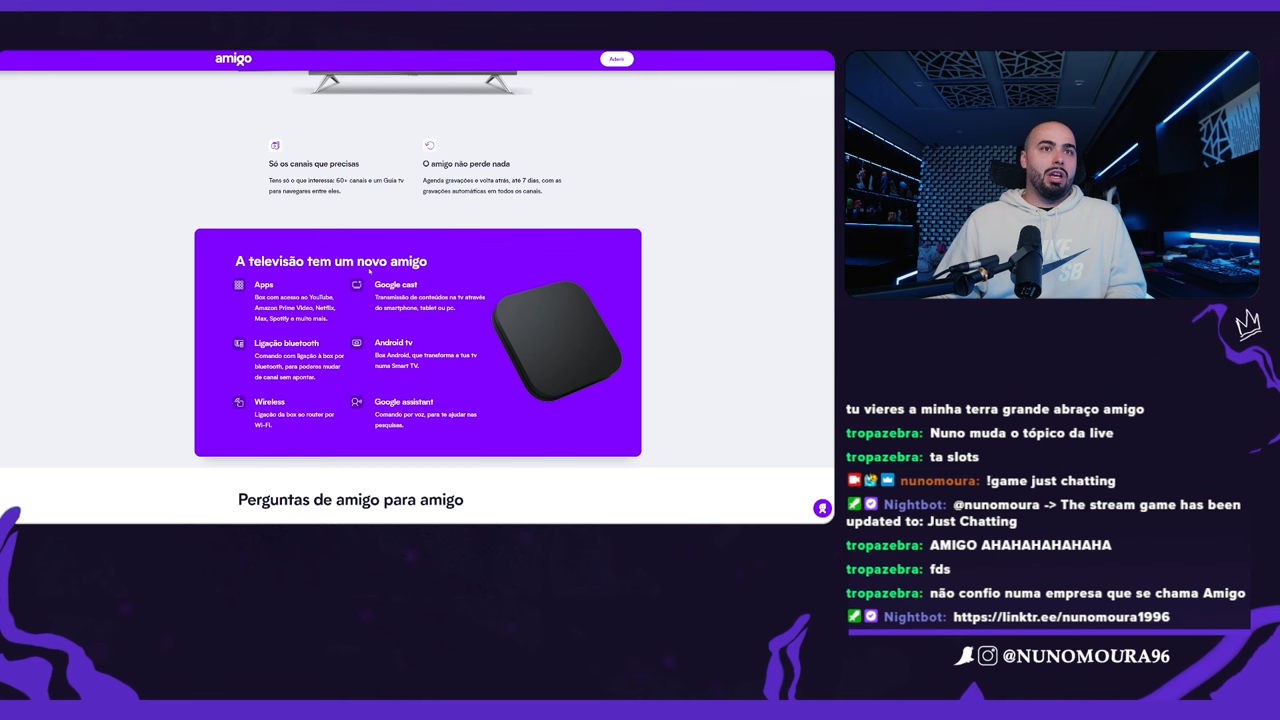 amigo
Aderir
Só os canais que precisas
Tens só o que interessa: 60+ canais e um Guia tv
para navegares entre eles.
O amigo não perde nada
Agenda gravações e volta atrás, até 7 dias, com as
gravações automáticas em todos os canais.
A televisão tem um novo amigo
Apps
Box com acesso ao YouTube,
Amazon Prime Video, Netflix,
Max, Spotify e muito mais.
Google cast
Transmissão de conteúdos na tv através
do smartphone, tablet ou pc.
Ligação bluetooth
Comando com ligação à box por
bluetooth, para poderes mudar
de canal sem apontar.
Android tv
Box Android, que transforma a tua tv
numa Smart TV.
Wireless
Ligação da box ao router por
Wi-Fi.
Google assistant
Comando por voz, para te ajudar nas
pesquisas.
Perguntas de amigo para amigo
NIKE
SB
tu vieres a minha terra grande abraço amigo
tropazebra: Nuno muda o tópico da live
tropazebra: ta slots
nunomoura: !game just chatting
Nightbot: @nunomoura -> The stream game has been
updated to: Just Chatting
tropazebra: AMIGO AHAHAHAHAHAHA
tropazebra: fds
tropazebra: não confio numa empresa que se chama Amigo
Nightbot: https://linktr.ee/nunomoura1996
@NUNOMOURA96